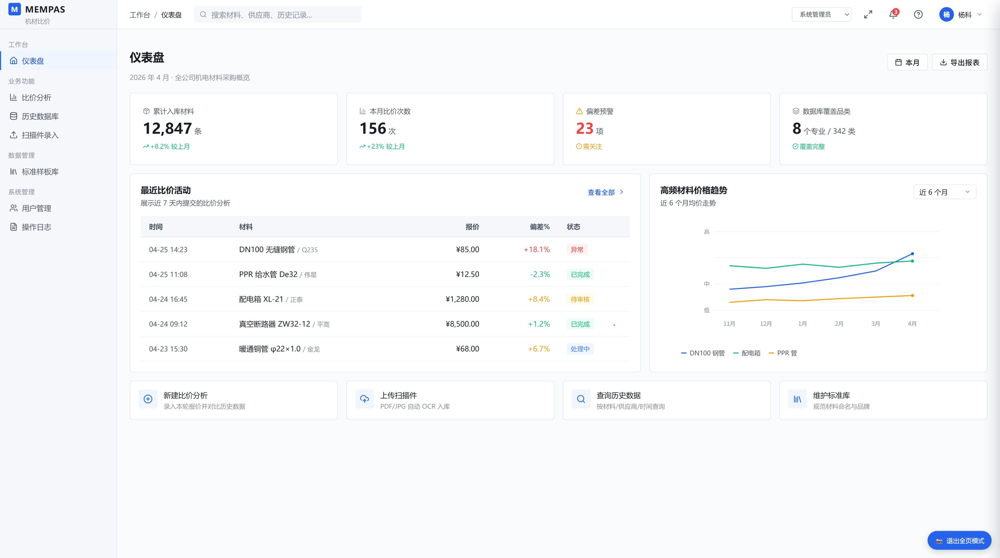 M MEMPAS
机材比价
工作台 / 仪表盘
搜索材料、供应商、历史记录...
系统管理员
3
杨 杨科
工作台
仪表盘
业务功能
比价分析
历史数据库
扫描件录入
数据管理
标准样板库
系统管理
用户管理
操作日志
仪表盘
2026 年 4 月 · 全公司机电材料采购概览
本月
导出报表
累计入库材料
12,847 条
+8.2% 较上月
本月比价次数
156 次
+23% 较上月
偏差预警
23 项
需关注
数据库覆盖品类
8 个专业 / 342 类
覆盖完整
最近比价活动
展示近 7 天内提交的比价分析
查看全部
时间 材料 报价 偏差% 状态
04-25 14:23 DN100 无缝钢管 / Q235 ¥85.00 +18.1% 异常
04-25 11:08 PPR 给水管 De32 / 伟星 ¥12.50 -2.3% 已完成
04-24 16:45 配电箱 XL-21 / 正泰 ¥1,280.00 +8.4% 待审核
04-24 09:12 真空断路器 ZW32-12 / 平高 ¥8,500.00 +1.2% 已完成
04-23 15:30 暖通铜管 φ22×1.0 / 金龙 ¥68.00 +6.7% 处理中
高频材料价格趋势
近 6 个月均价走势
近 6 个月
高
中
低
11月 12月 1月 2月 3月 4月
DN100 钢管 配电箱 PPR 管
新建比价分析
录入本轮报价并对比历史数据
上传扫描件
PDF/JPG 自动 OCR 入库
查询历史数据
按材料/供应商/时间查询
维护标准库
规范材料命名与品牌
退出全页模式